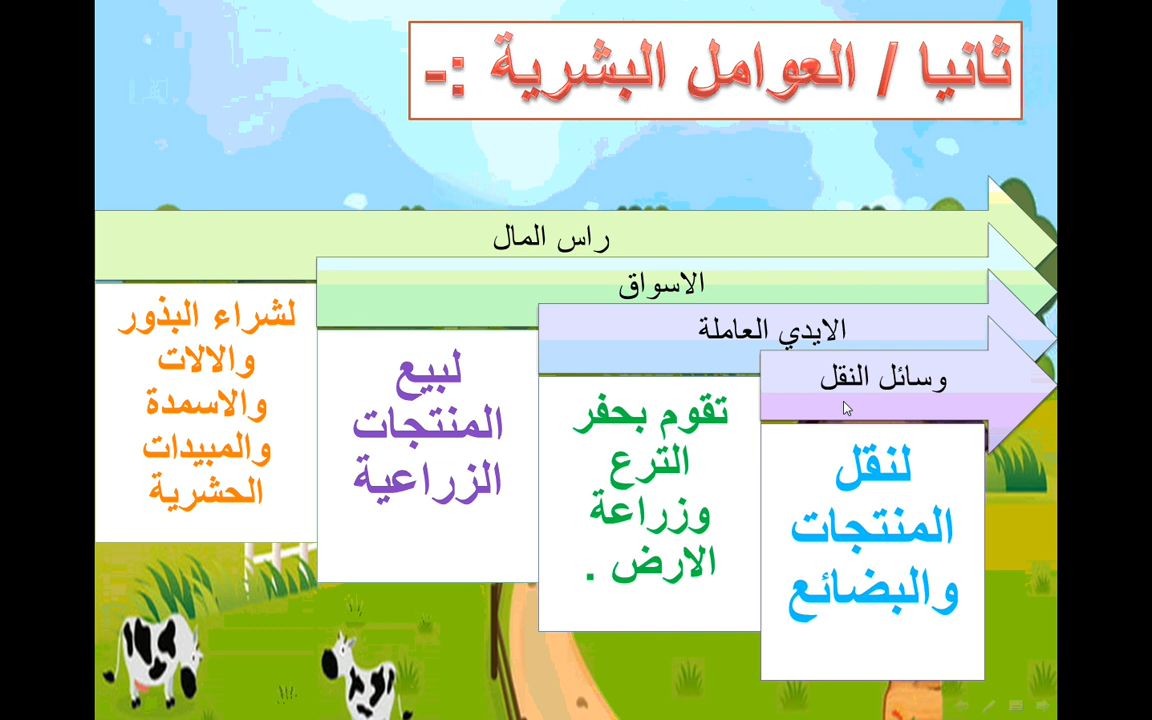 ثانيا / العوامل البشرية :-
راس المال
الاسواق
الايدي العاملة
وسائل النقل
لشراء البذور
والالات
والاسمدة
والمبيدات
الحشرية
لبيع
المنتجات
الزراعية
تقوم بحفر
الترع
وزراعة
الارض .
لنقل
المنتجات
والبضائع